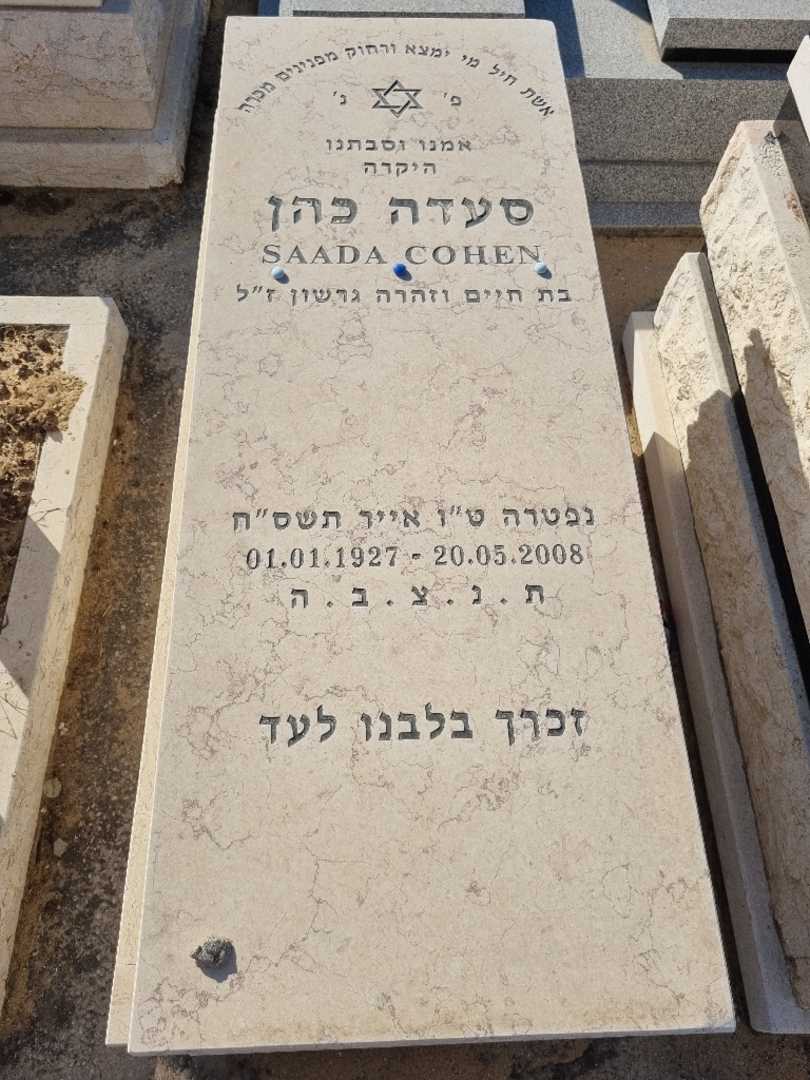 אשת חיל מי ימצא ורחוק מפנינים מכרה
פ' נ'
אמנו וסבתנו
היקרה
סעדה כהן
SAADA COHEN
בת חיים וזהרה גרשון ז"ל
נפטרה ט"ו אייר תשס"ח
01.01.1927 - 20.05.2008
ת . נ . צ . ב . ה
זכרך בלבנו לעד